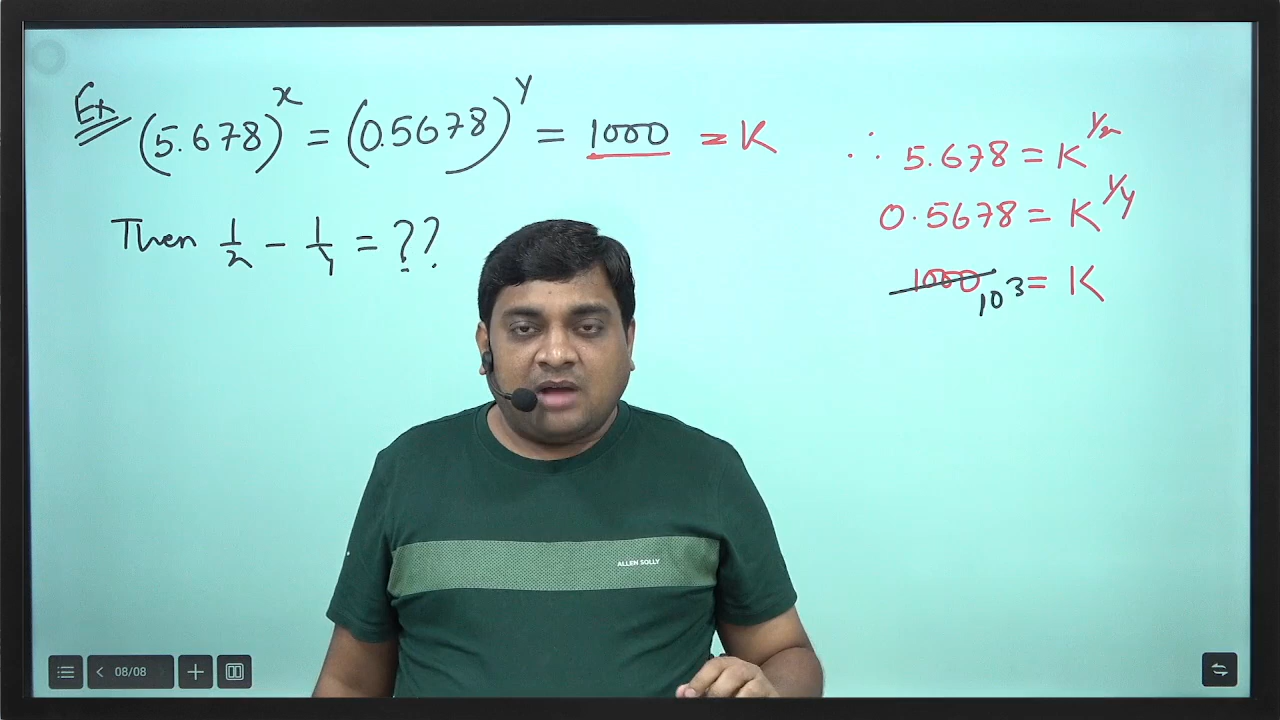 Ex (5.678)^x = (0.5678)^y = 1000 = K
Then 1/x - 1/y = ??
∴ 5.678 = K^1/x
0.5678 = K^1/y
1000 10^3 = K
ALLEN SOLLY
08/08